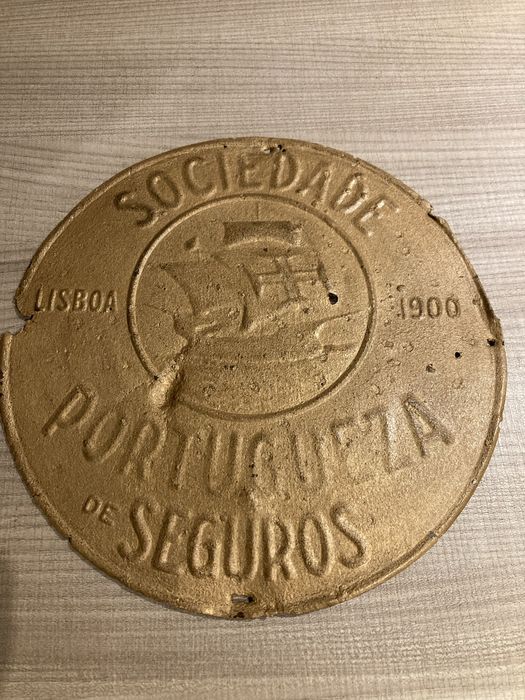 SOCIEDADE
LISBOA 1900
PORTUGUEZA
DE SEGUROS